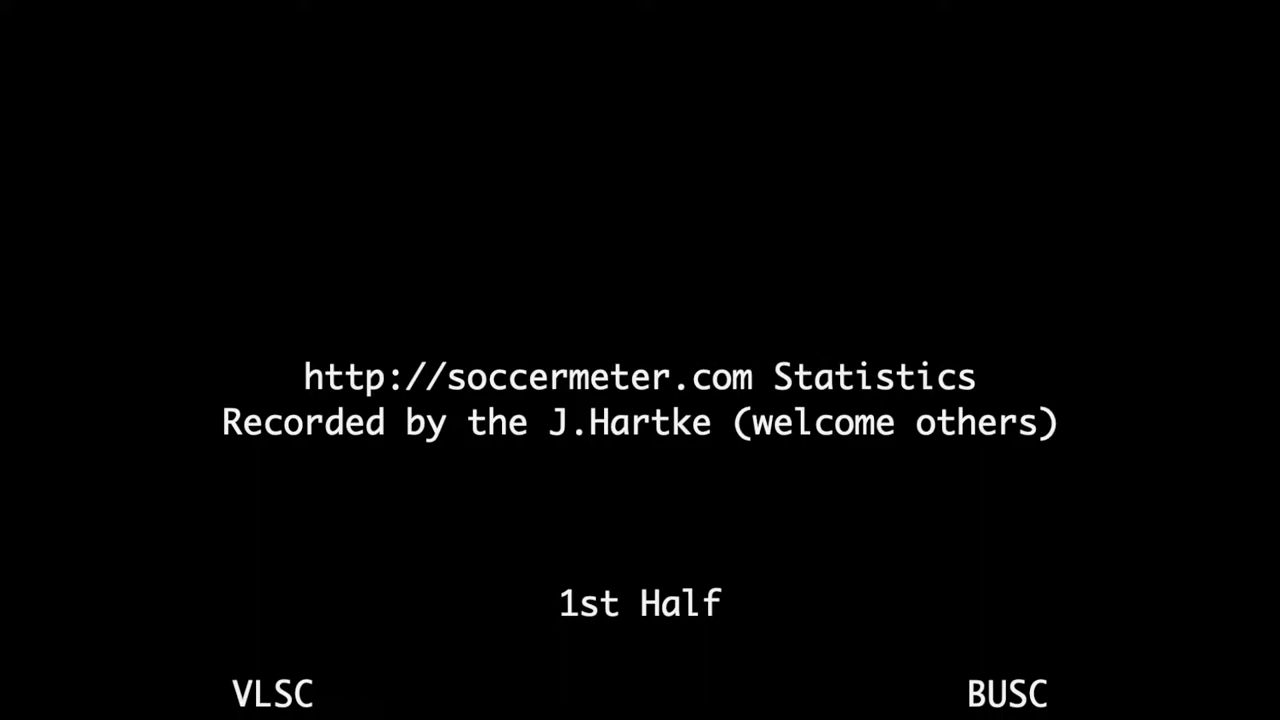 http://soccermeter.com Statistics
Recorded by the J.Hartke (welcome others)
1st Half
VLSC BUSC